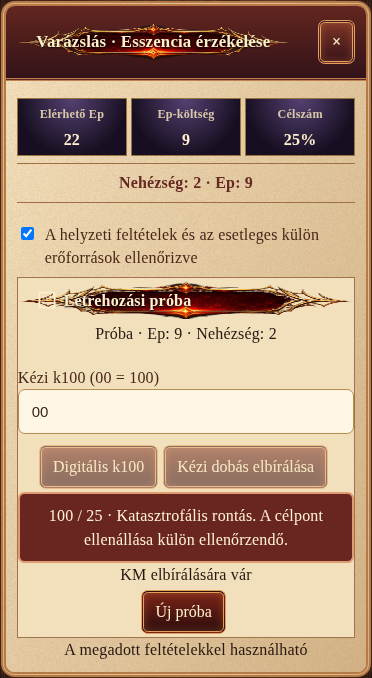 Varázslás · Esszencia érzékelése
×
Elérhető Ep
22
Ep-költség
9
Célszám
25%
Nehézség: 2 · Ep: 9
A helyzeti feltételek és az esetleges külön
erőforrások ellenőrizve
Létrehozási próba
Próba · Ep: 9 · Nehézség: 2
Kézi k100 (00 = 100)
00
Digitális k100
Kézi dobás elbírálása
100 / 25 · Katasztrofális rontás. A célpont
ellenállása külön ellenőrzendő.
KM elbírálására vár
Új próba
A megadott feltételekkel használható